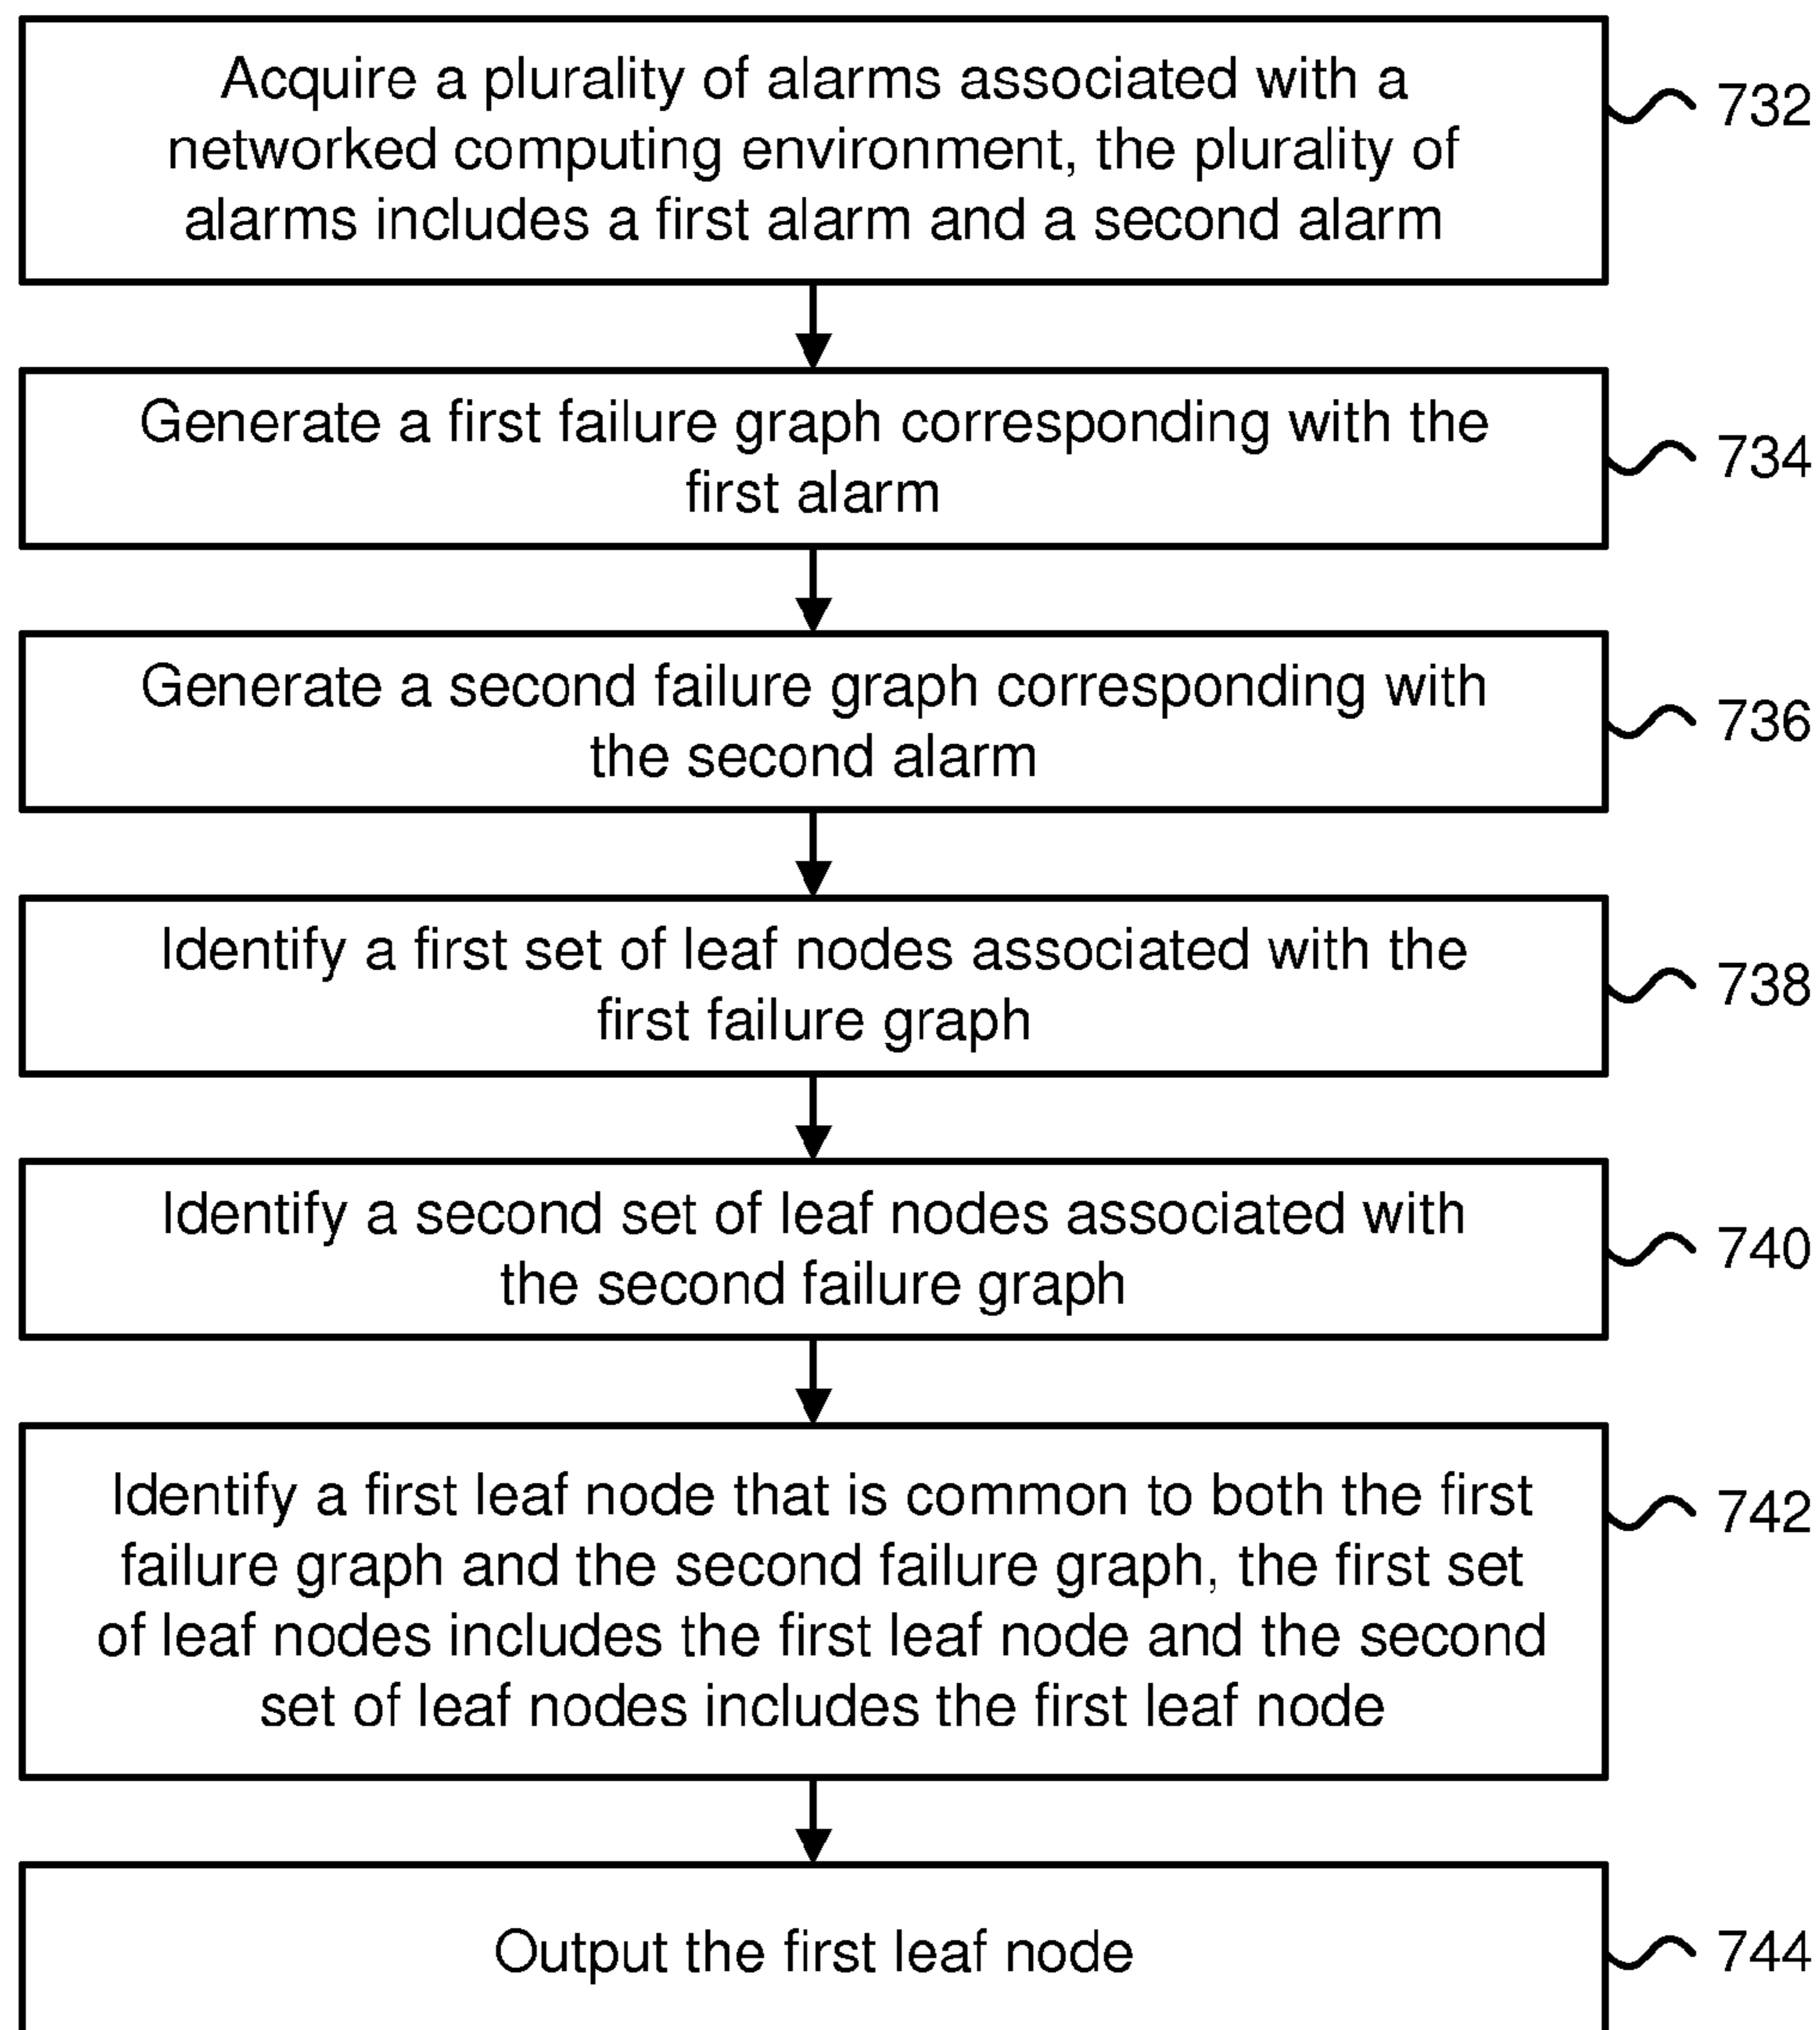 Acquire a plurality of alarms associated with a
networked computing environment, the plurality of
alarms includes a first alarm and a second alarm
732
Generate a first failure graph corresponding with the
first alarm
734
Generate a second failure graph corresponding with
the second alarm
736
Identify a first set of leaf nodes associated with the
first failure graph
738
Identify a second set of leaf nodes associated with
the second failure graph
740
Identify a first leaf node that is common to both the first
failure graph and the second failure graph, the first set
of leaf nodes includes the first leaf node and the second
set of leaf nodes includes the first leaf node
742
Output the first leaf node
744